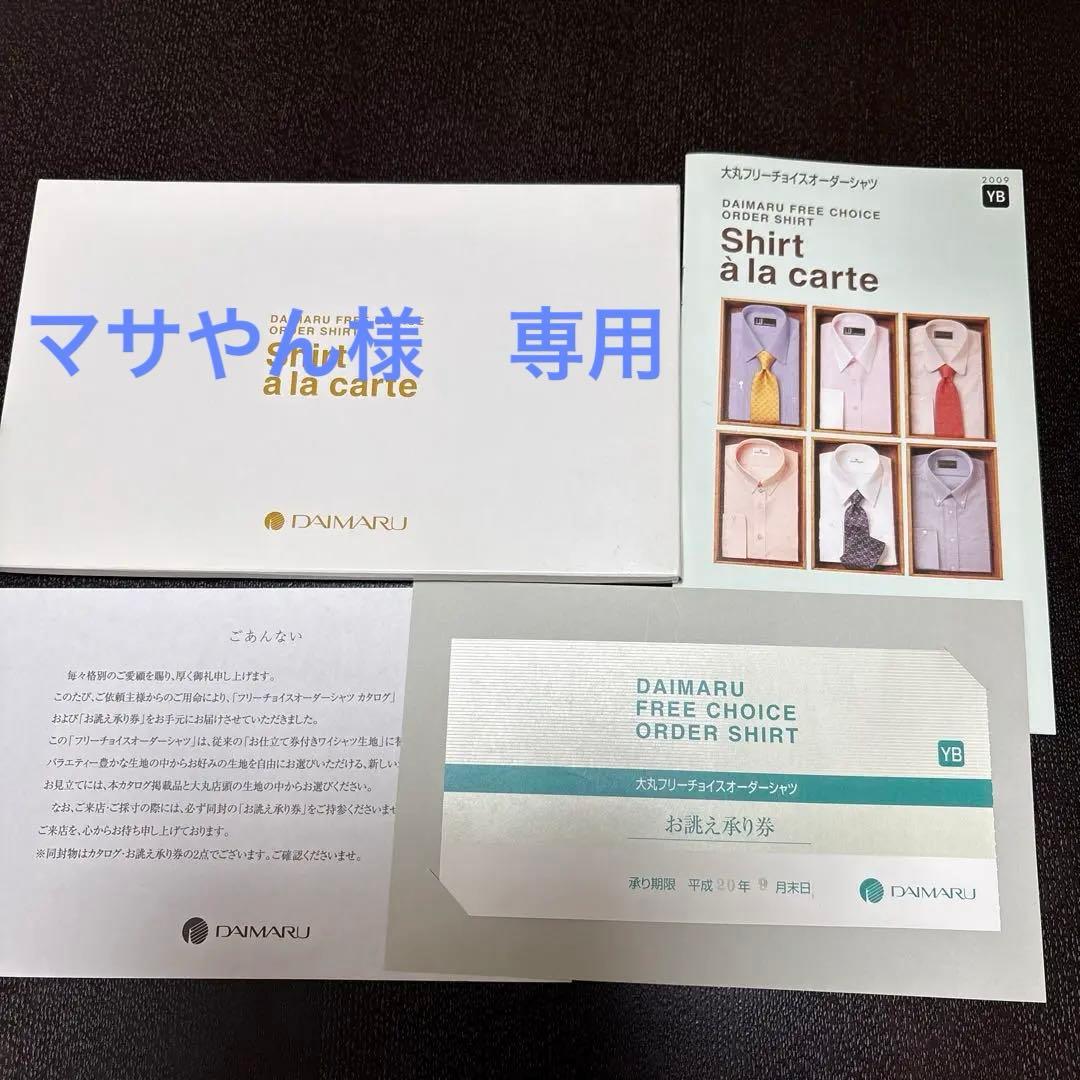 マサやん様　専用
DAIMARU FREE CHOICE
ORDER SHIRT
Shirt
à la carte
DAIMARU
大丸フリーチョイスオーダーシャツ
2009
YB
DAIMARU FREE CHOICE
ORDER SHIRT
Shirt
à la carte
ごあんない
毎々格別のご愛顧を賜り、厚く御礼申し上げます。
このたび、ご依頼主様からのご用命により、「フリーチョイスオーダーシャツ カタログ」
および「お誂え承り券」をお手元にお届けさせていただきました。
この「フリーチョイスオーダーシャツ」は、従来の「お仕立て券付きワイシャツ生地」に
バラエティー豊かな生地の中からお好みの生地を自由にお選びいただける、新しい
お見立てには、本カタログ掲載品と大丸店頭の生地の中からお選びください。
なお、ご来店・ご採寸の際には、必ず同封の「お誂え承り券」をご持参くださいませ
ご来店を、心からお待ち申し上げております。
※同封物はカタログ・お誂え承り券の2点でございます。ご確認くださいませ。
DAIMARU
DAIMARU
FREE CHOICE
ORDER SHIRT
YB
大丸フリーチョイスオーダーシャツ
お誂え承り券
承り期限 平成20年 9月末日
DAIMARU